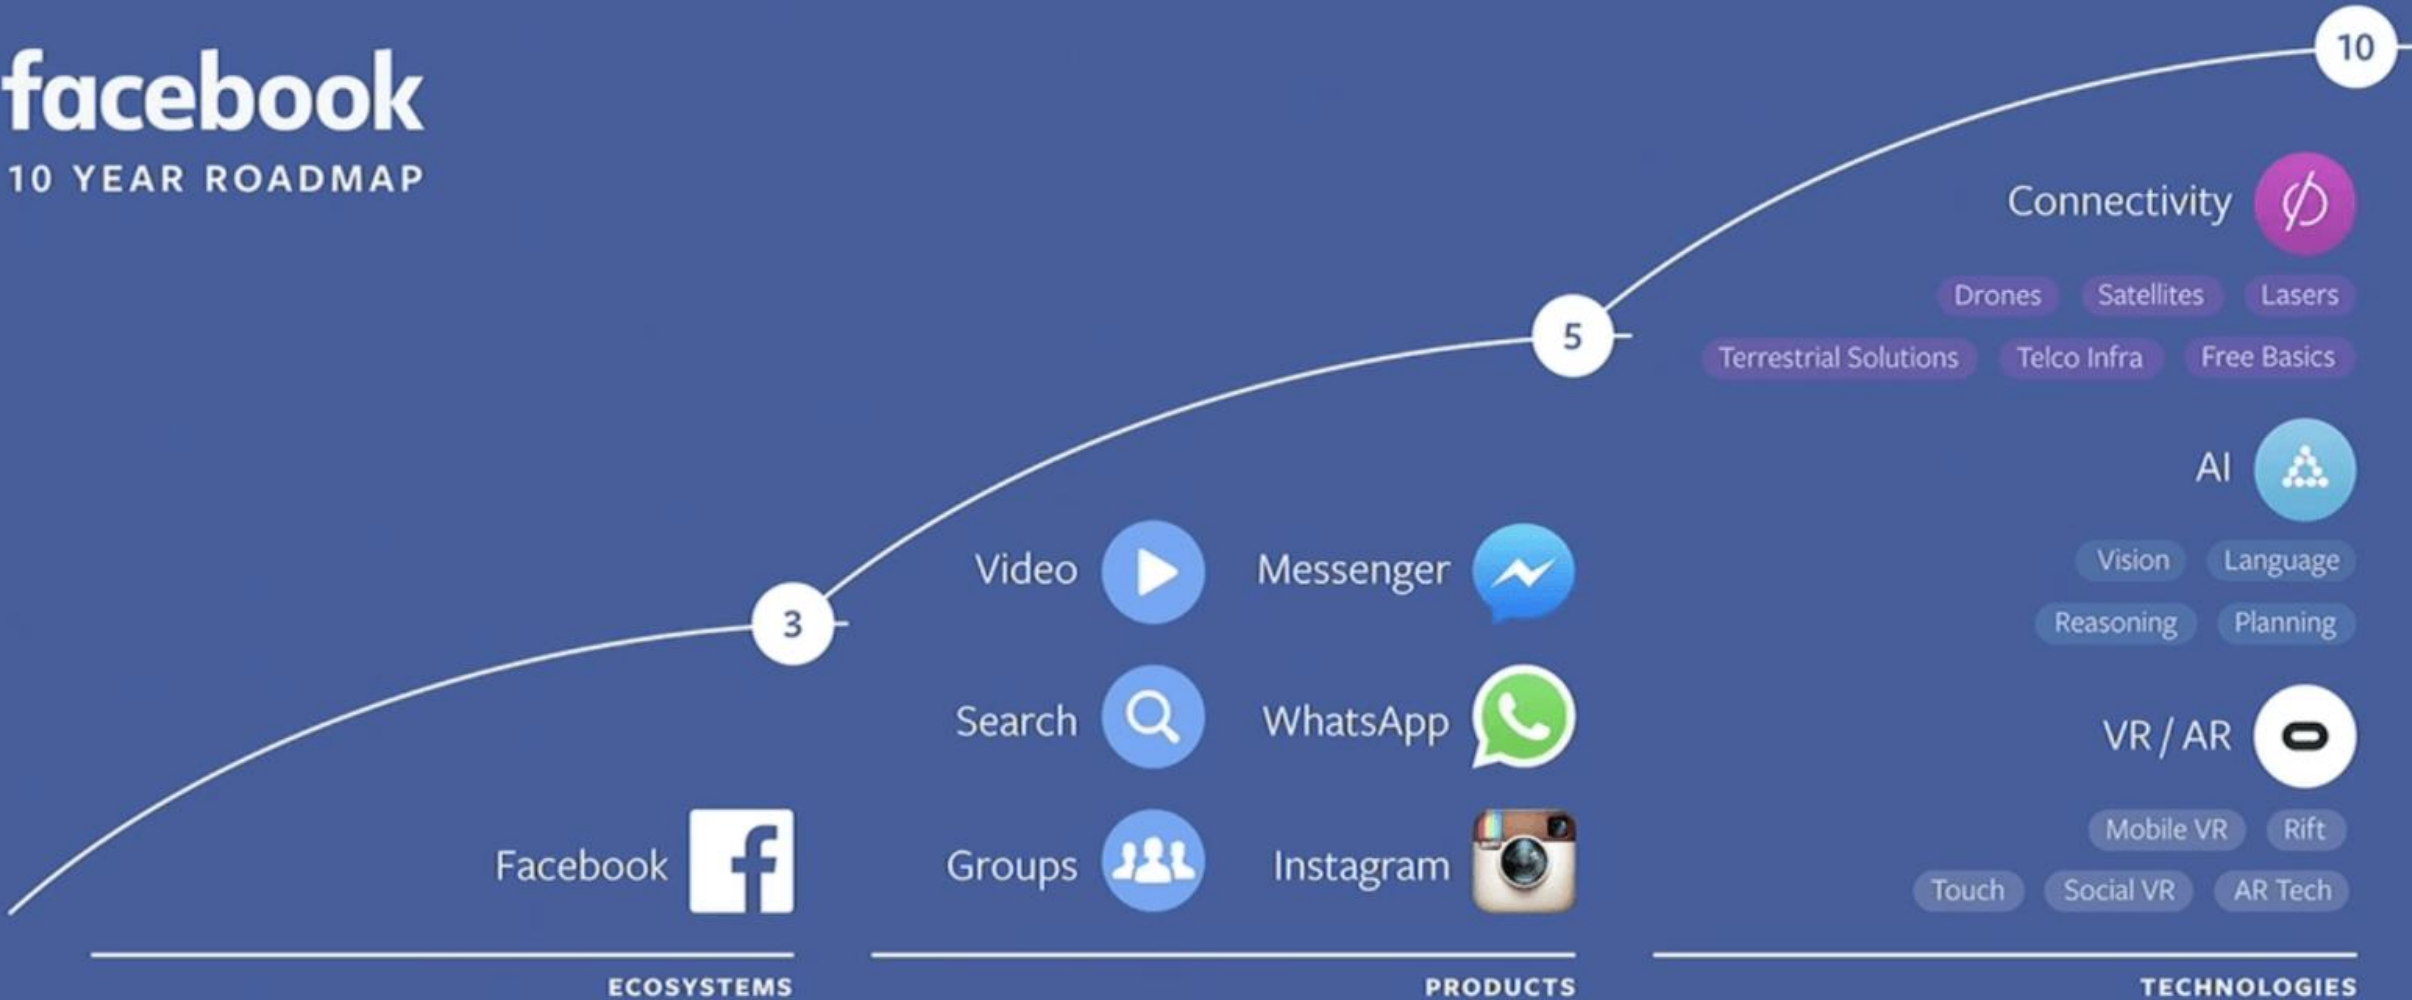 facebook
10 YEAR ROADMAP
3
5
10
Facebook
ECOSYSTEMS
Video
Messenger
Search
WhatsApp
Groups
Instagram
PRODUCTS
Connectivity
Drones Satellites Lasers
Terrestrial Solutions Telco Infra Free Basics
AI
Vision Language
Reasoning Planning
VR / AR
Mobile VR Rift
Touch Social VR AR Tech
TECHNOLOGIES